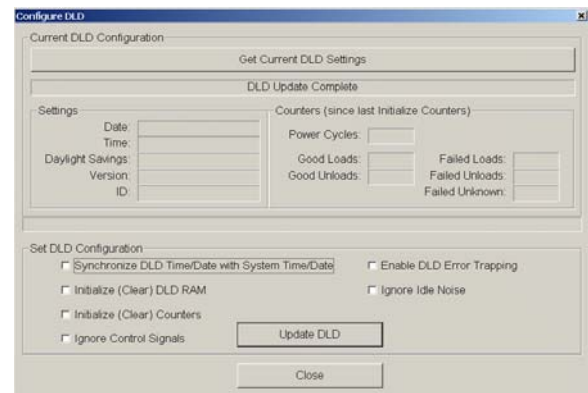 Configure DLD
Current DLD Configuration
Get Current DLD Settings
DLD Update Complete
Settings
Date:
Time:
Daylight Savings:
Version:
ID:
Counters (since last Initialize Counters)
Power Cycles:
Good Loads:
Good Unloads:
Failed Loads:
Failed Unloads:
Failed Unknown:
Set DLD Configuration
Synchronize DLD Time/Date with System Time/Date
Initialize (Clear) DLD RAM
Initialize (Clear) Counters
Ignore Control Signals
Enable DLD Error Trapping
Ignore Idle Noise
Update DLD
Close